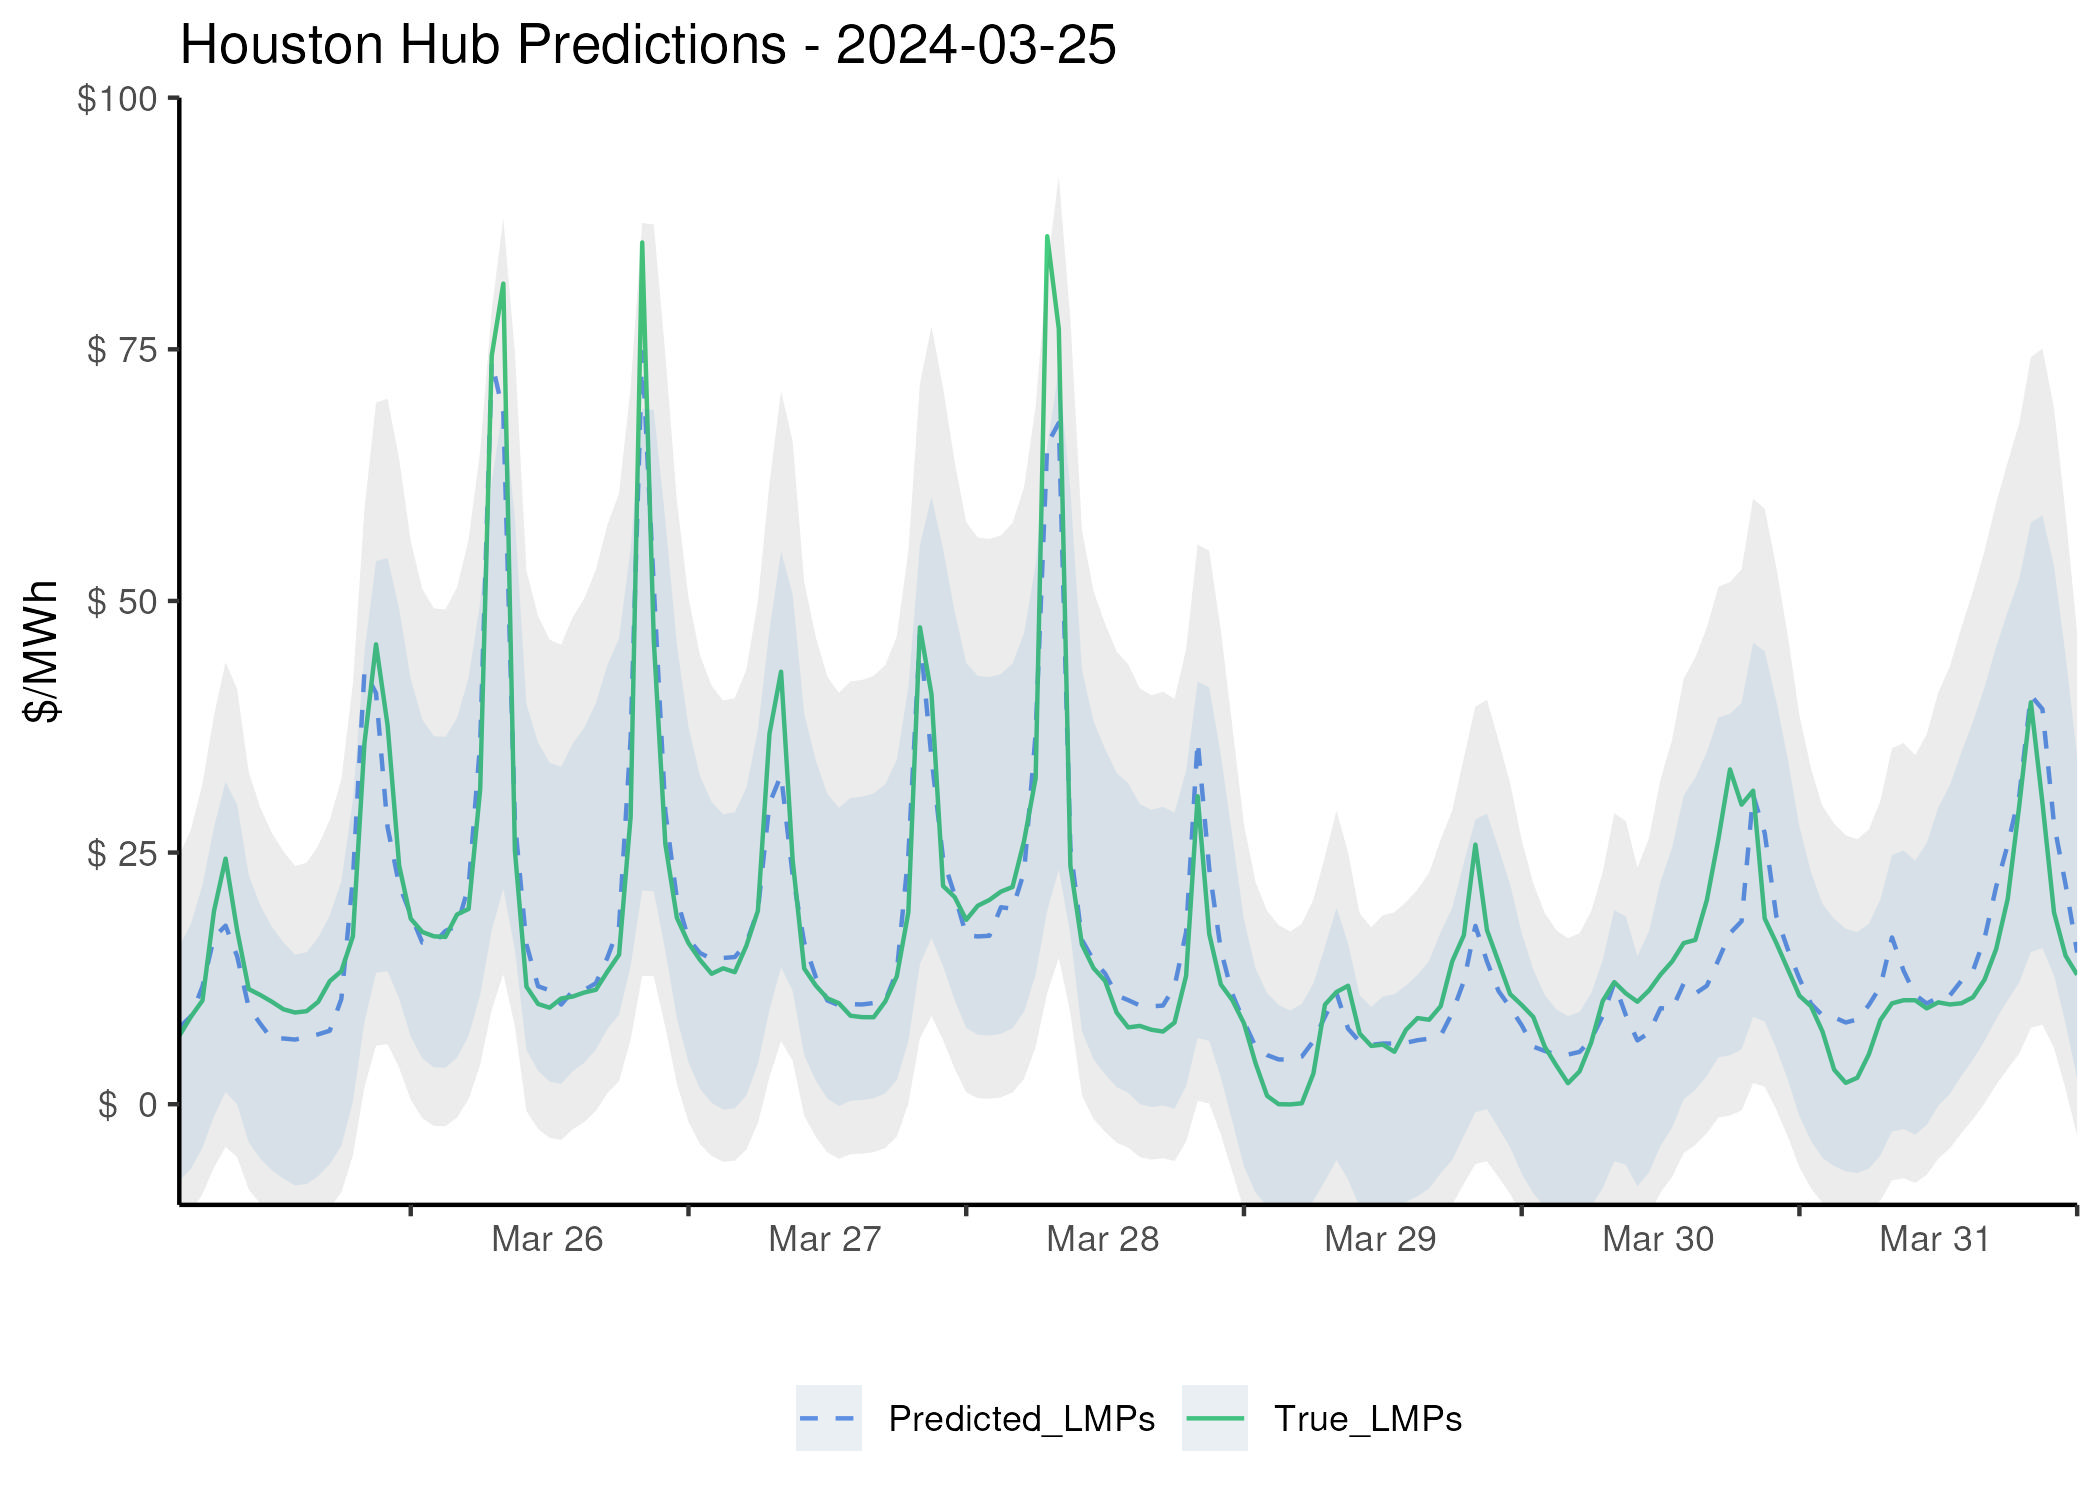 Houston Hub Predictions - 2024-03-25
$100
$ 75
$ 50
$ 25
$ 0
$/MWh
Mar 26 Mar 27 Mar 28 Mar 29 Mar 30 Mar 31
Predicted_LMPs True_LMPs